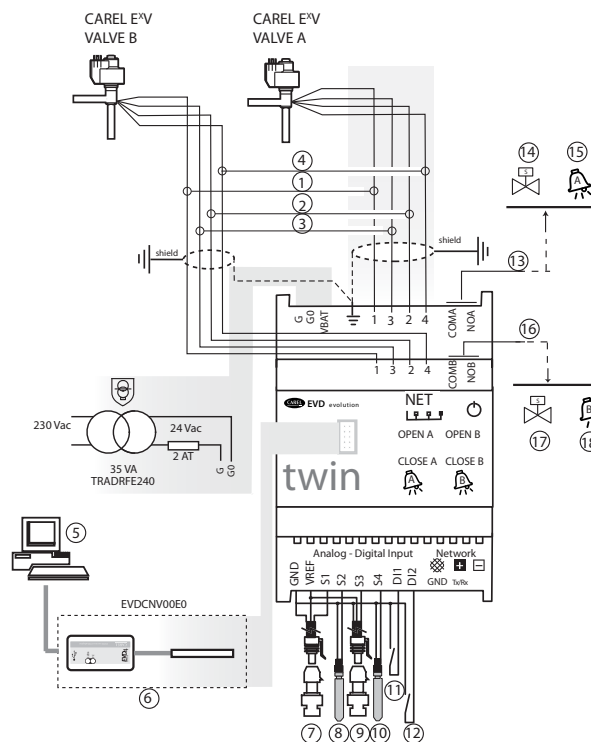 CAREL EXV
VALVE B
CAREL EXV
VALVE A
4
1
2
3
14
15
S
A
shield
shield
13
G
G0
VBAT
1
3
2
4
COMA
NOA
16
1
3
2
4
COMB
NOB
CAREL EVD evolution
NET
OPEN A OPEN B
CLOSE A CLOSE B
A
B
twin
S
B
17
18
230 Vac
24 Vac
2 AT
35 VA
TRADRFE240
G
G0
5
Analog - Digital Input
Network
GND
VREF
S1
S2
S3
S4
DI1
DI2
GND Tx/Rx
EVDCNV00E0
6
11
7
8
9
10
12